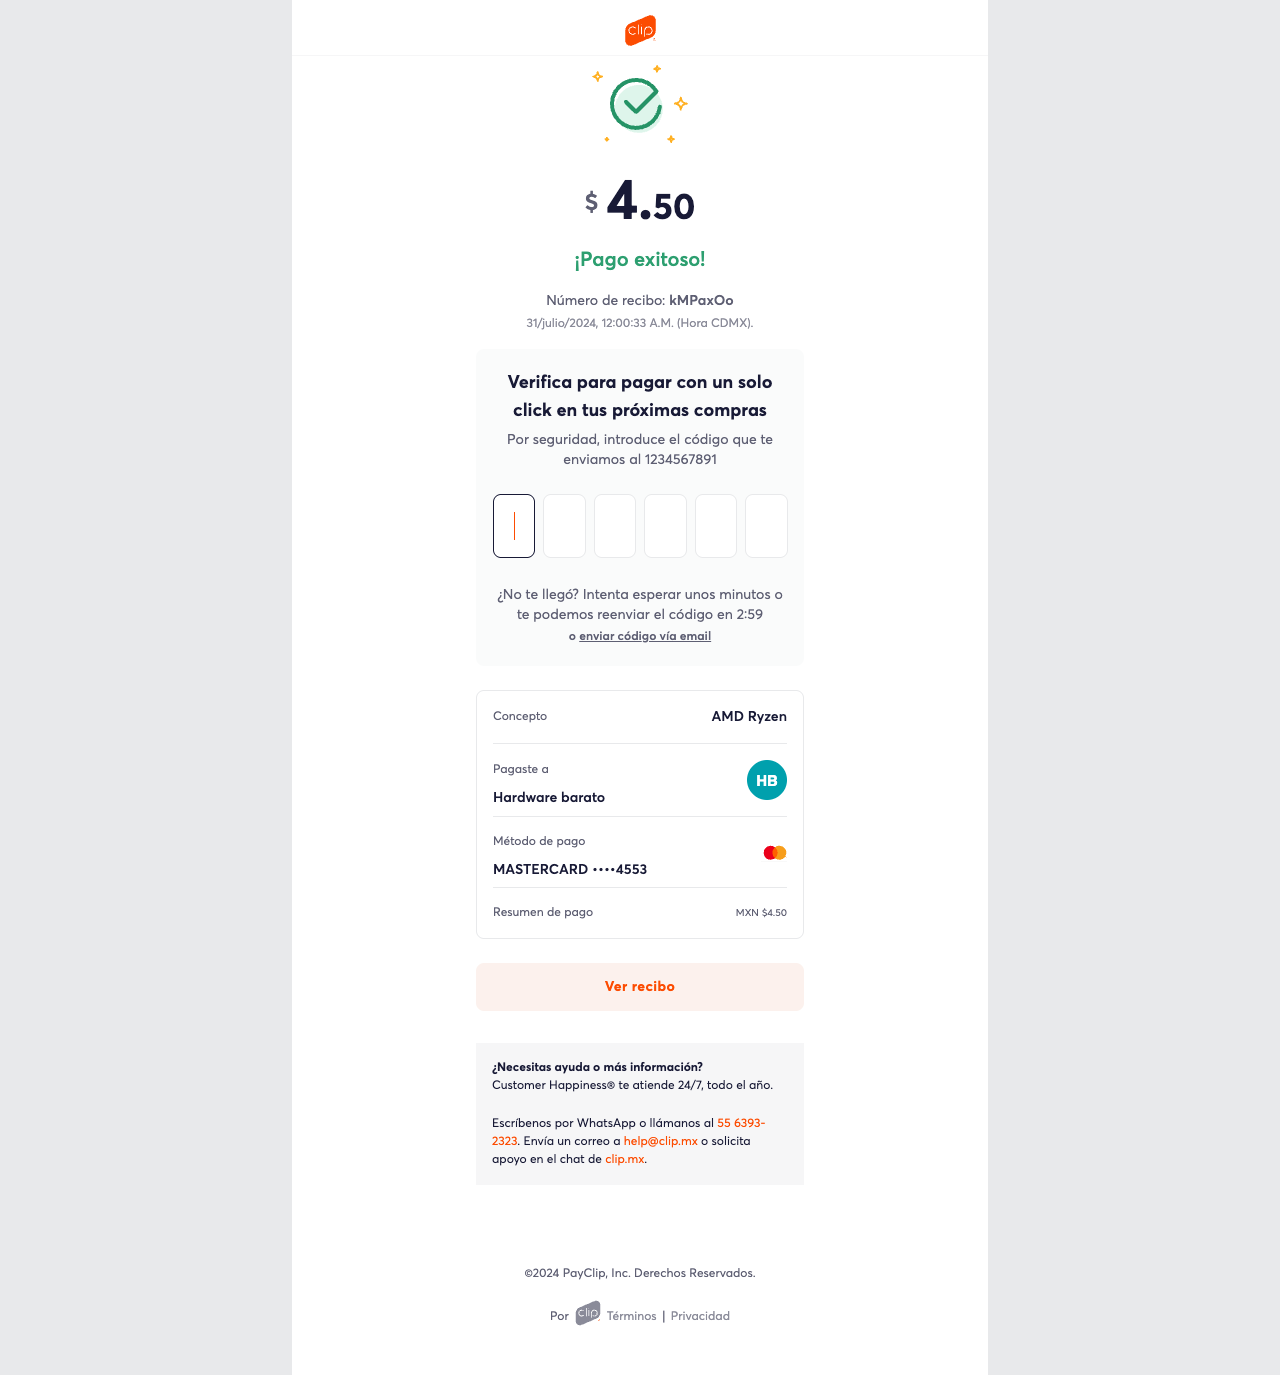 clip
$ 4.50
¡Pago exitoso!
Número de recibo: kMPaxOo
31/julio/2024, 12:00:33 A.M. (Hora CDMX).
Verifica para pagar con un solo
click en tus próximas compras
Por seguridad, introduce el código que te
enviamos al 1234567891
¿No te llegó? Intenta esperar unos minutos o
te podemos reenviar el código en 2:59
o enviar código vía email
Concepto AMD Ryzen
Pagaste a
HB
Hardware barato
Método de pago
MASTERCARD ••••4553
Resumen de pago MXN $4.50
Ver recibo
¿Necesitas ayuda o más información?
Customer Happiness® te atiende 24/7, todo el año.
Escríbenos por WhatsApp o llámanos al 55 6393-
2323. Envía un correo a help@clip.mx o solicita
apoyo en el chat de clip.mx.
©2024 PayClip, Inc. Derechos Reservados.
Por clip Términos | Privacidad